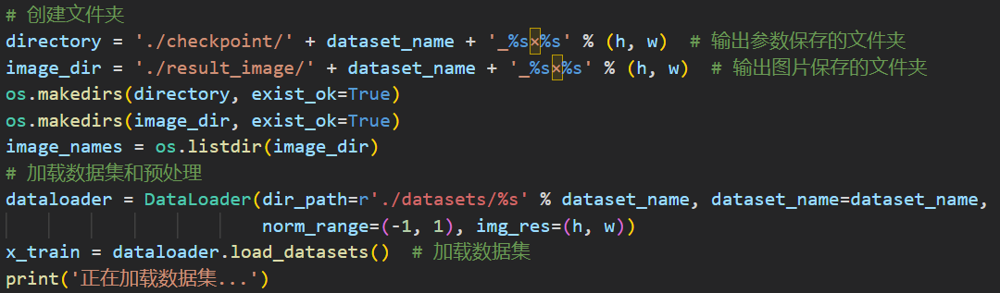 # 创建文件夹
directory = './checkpoint/' + dataset_name + '_%s×%s' % (h, w)  # 输出参数保存的文件夹
image_dir = './result_image/' + dataset_name + '_%s×%s' % (h, w)  # 输出图片保存的文件夹
os.makedirs(directory, exist_ok=True)
os.makedirs(image_dir, exist_ok=True)
image_names = os.listdir(image_dir)
# 加载数据集和预处理
dataloader = DataLoader(dir_path=r'./datasets/%s' % dataset_name, dataset_name=dataset_name,
                        norm_range=(-1, 1), img_res=(h, w))
x_train = dataloader.load_datasets()  # 加载数据集
print('正在加载数据集...')